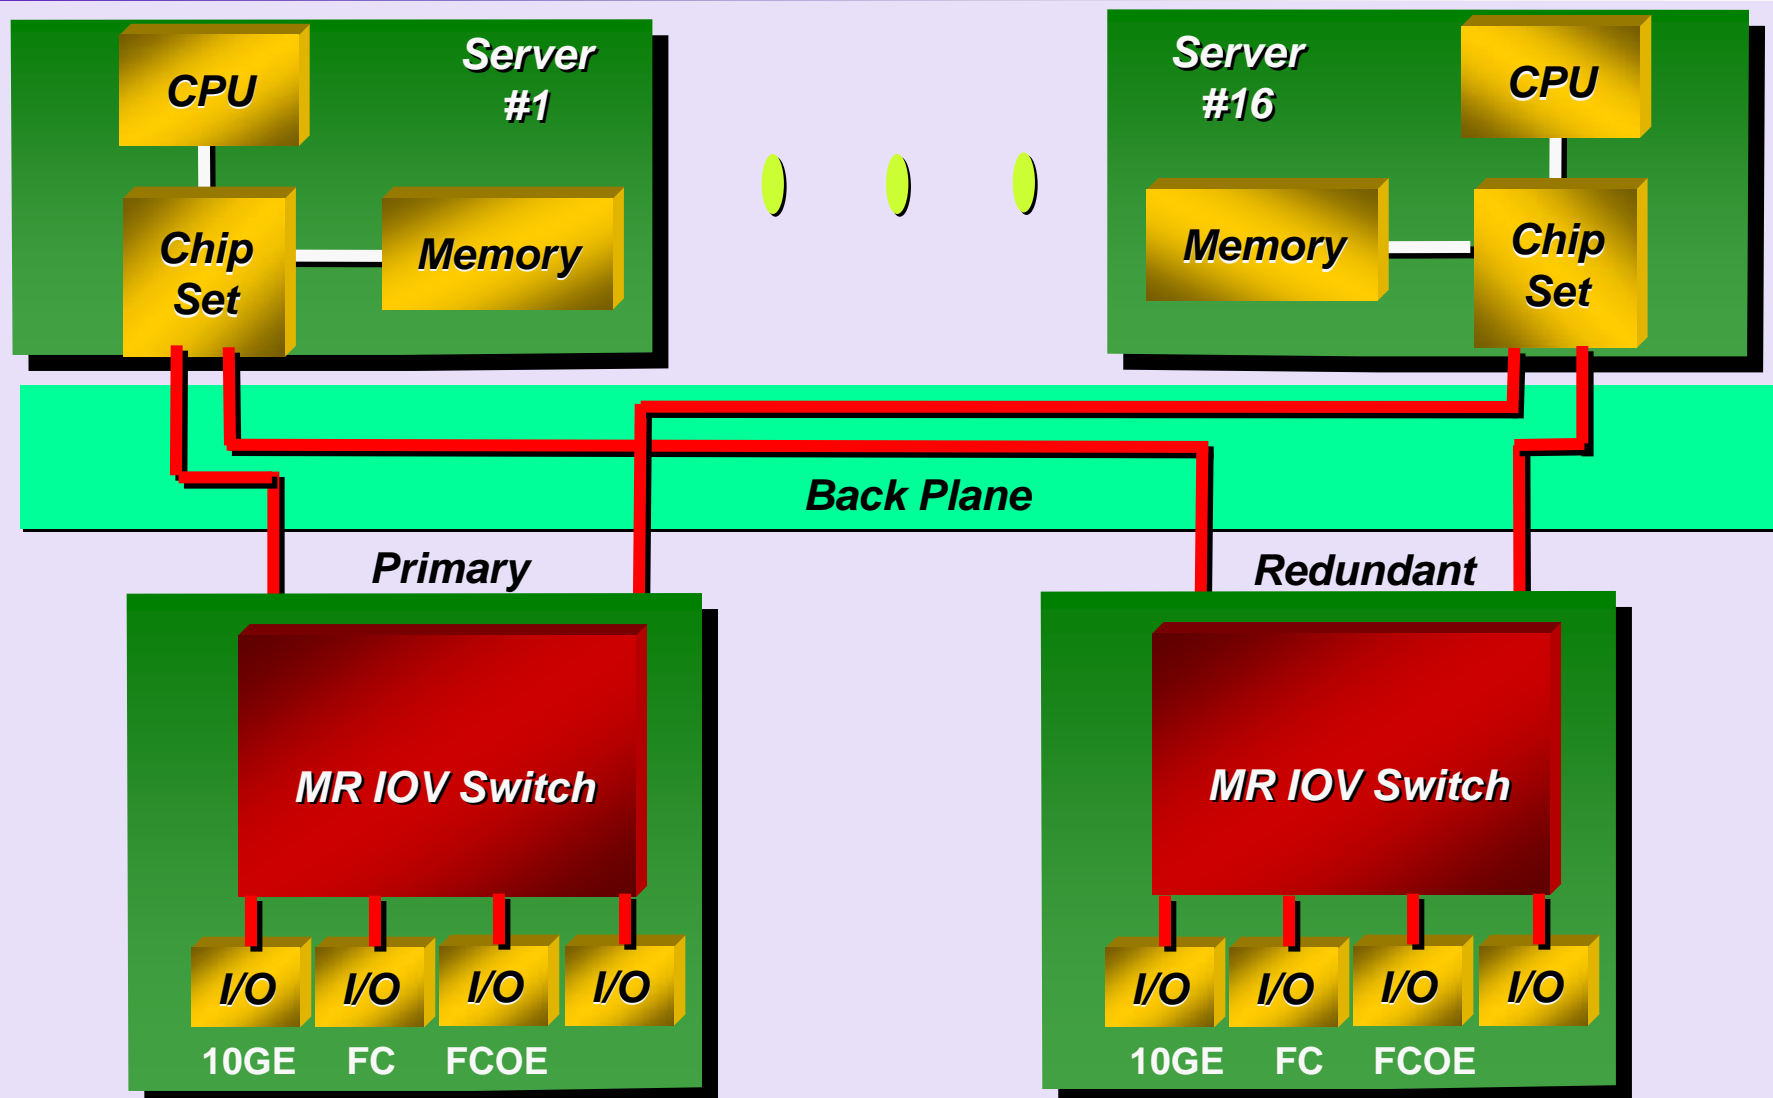 CPU
Server
#1
Chip
Set
Memory
Server
#16
CPU
Memory
Chip
Set
Back Plane
Primary
Redundant
MR IOV Switch
I/O I/O I/O I/O
10GE FC FCOE
MR IOV Switch
I/O I/O I/O I/O
10GE FC FCOE